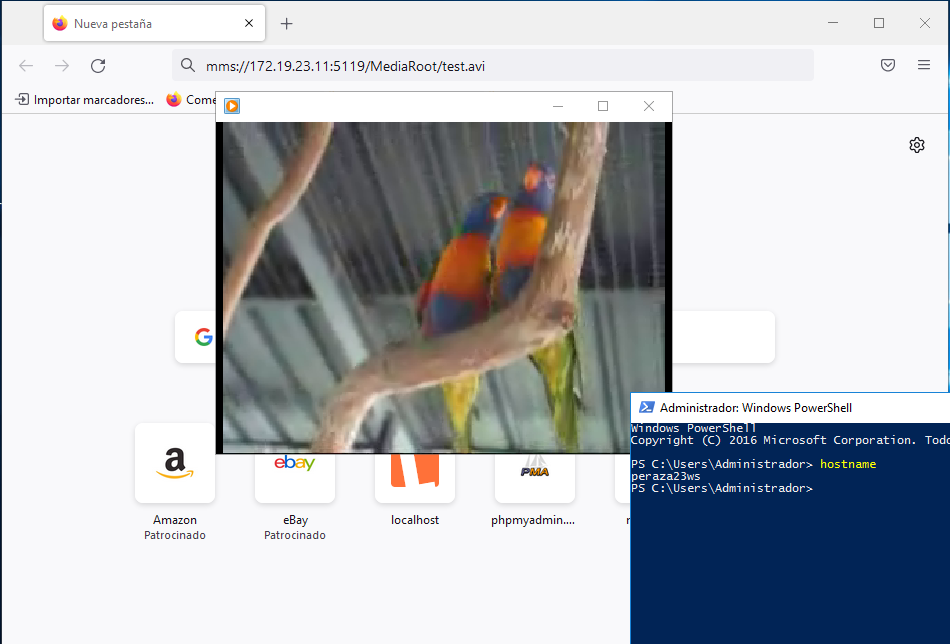 Nueva pestaña
mms://172.19.23.11:5119/MediaRoot/test.avi
Importar marcadores...
Come
Administrador: Windows PowerShell
Windows PowerShell
Copyright (C) 2016 Microsoft Corporation. Todo
PS C:\Users\Administrador> hostname
peraza23ws
PS C:\Users\Administrador>
a
ebay
PMA
Amazon
Patrocinado
eBay
Patrocinado
localhost
phpmyadmin....